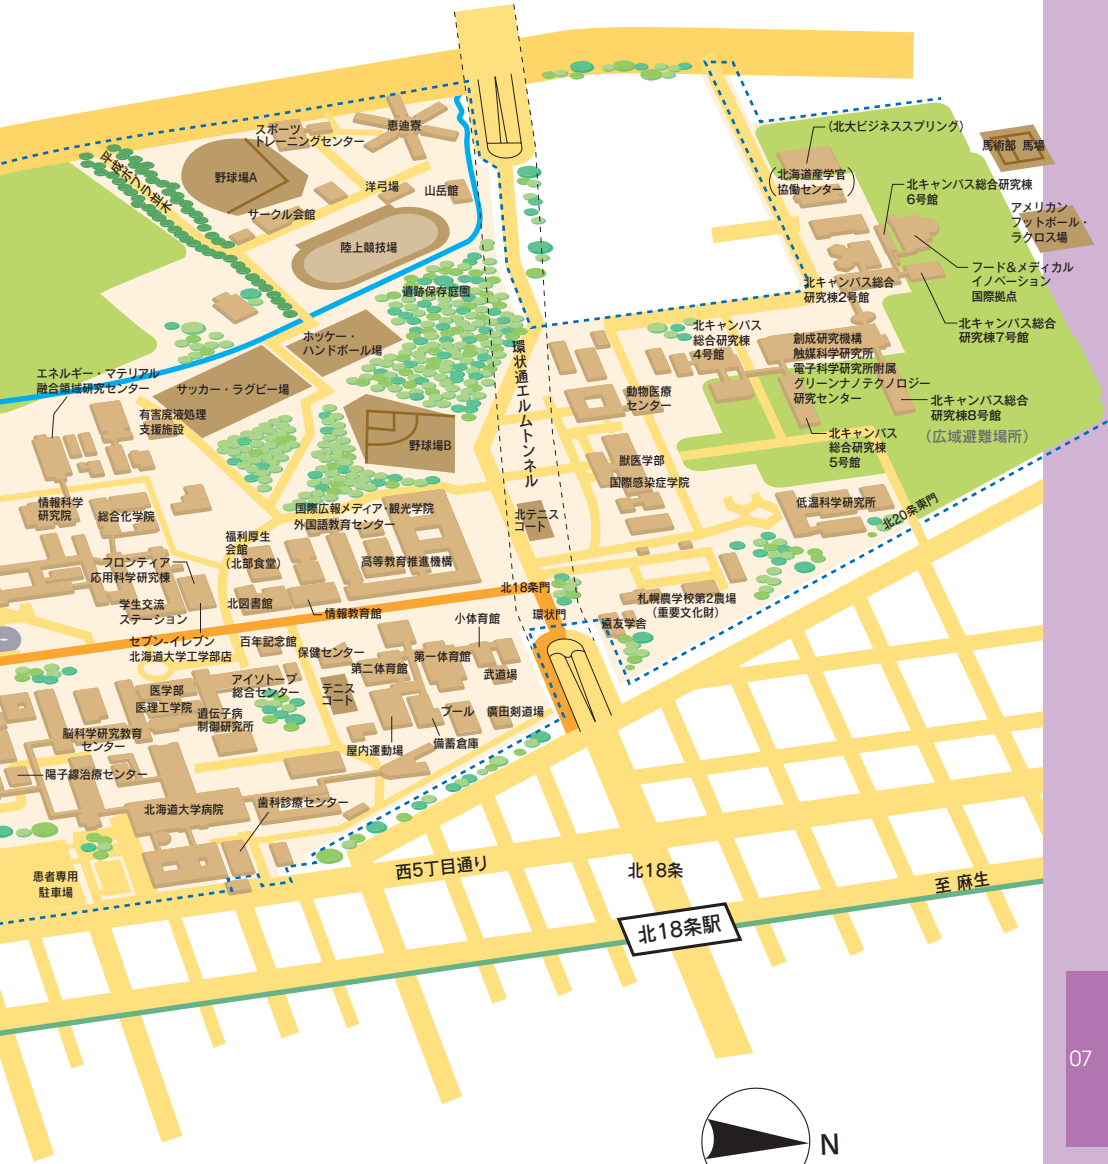 スポーツ
トレーニングセンター
恵迪寮
平成ポプラ並木
野球場A
洋弓場
山岳館
サークル会館
陸上競技場
遺跡保存庭園
(北大ビジネススプリング)
北海道産学官
協働センター
馬術部 馬場
北キャンパス総合研究棟
6号館
アメリカン
フットボール・
ラクロス場
フード&メディカル
イノベーション
国際拠点
北キャンパス総合
研究棟2号館
北キャンパス総合
研究棟7号館
北キャンパス
総合研究棟
4号館
創成研究機構
触媒科学研究所
電子科学研究所附属
グリーンナノテクノロジー
研究センター
北キャンパス総合
研究棟8号館
(広域避難場所)
北キャンパス
総合研究棟
5号館
ホッケー・
ハンドボール場
環状通エルムトンネル
エネルギー・マテリアル
融合領域研究センター
サッカー・ラグビー場
有害廃液処理
支援施設
野球場B
動物医療
センター
獣医学部
国際感染症学院
低温科学研究所
北20条東門
情報科学
研究院
総合化学院
国際広報メディア・観光学院
外国語教育センター
北テニス
コート
福利厚生
会館
(北部食堂)
高等教育推進機構
フロンティア
応用科学研究棟
北18条門
札幌農学校第2農場
(重要文化財)
学生交流
ステーション
北図書館
情報教育館
小体育館
環状門
遠友学舎
セブン-イレブン
北海道大学工学部店
百年記念館
保健センター
第一体育館
第二体育館
武道場
アイソトープ
総合センター
テニス
コート
医学部
医理工学院
遺伝子病
制御研究所
プール
廣田剣道場
脳科学研究教育
センター
屋内運動場
備蓄倉庫
陽子線治療センター
北海道大学病院
歯科診療センター
患者専用
駐車場
西5丁目通り
北18条
至 麻生
北18条駅
07
N